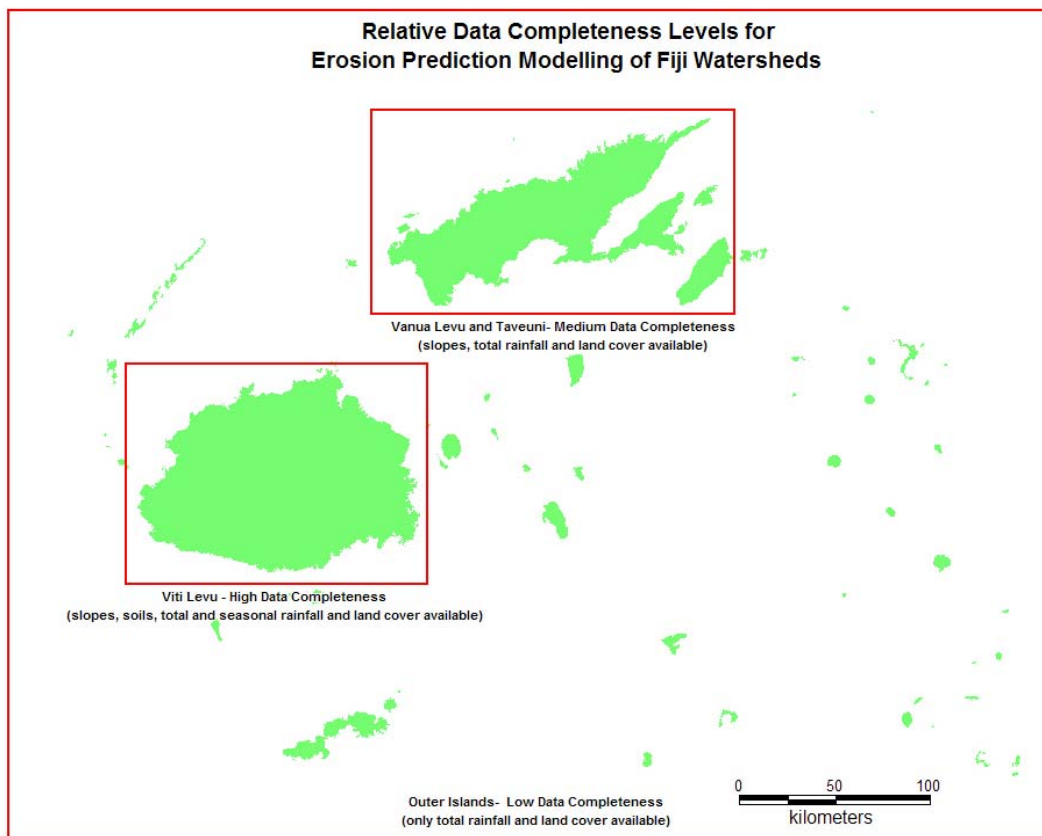 Relative Data Completeness Levels for
Erosion Prediction Modelling of Fiji Watersheds
Vanua Levu and Taveuni- Medium Data Completeness
(slopes, total rainfall and land cover available)
Viti Levu - High Data Completeness
(slopes, soils, total and seasonal rainfall and land cover available)
Outer Islands- Low Data Completeness
(only total rainfall and land cover available)
0 50 100
kilometers